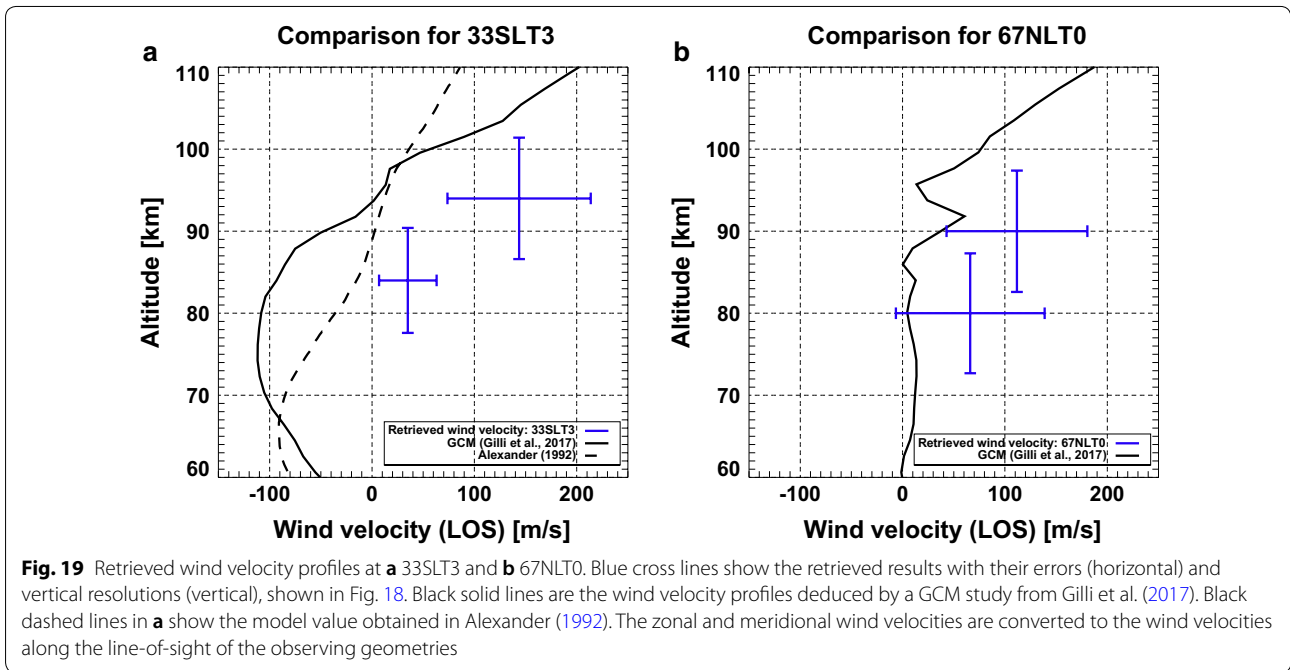 Comparison for 33SLT3
a
110
100
90
80
70
60
Altitude [km]
-100 0 100 200
Wind velocity (LOS) [m/s]
Retrieved wind velocity: 33SLT3
GCM (Gilli et al., 2017)
Alexander (1992)
Comparison for 67NLT0
b
110
100
90
80
70
60
Altitude [km]
-100 0 100 200
Wind velocity (LOS) [m/s]
Retrieved wind velocity: 67NLT0
GCM (Gilli et al., 2017)
Fig. 19 Retrieved wind velocity profiles at a 33SLT3 and b 67NLT0. Blue cross lines show the retrieved results with their errors (horizontal) and
vertical resolutions (vertical), shown in Fig. 18. Black solid lines are the wind velocity profiles deduced by a GCM study from Gilli et al. (2017). Black
dashed lines in a show the model value obtained in Alexander (1992). The zonal and meridional wind velocities are converted to the wind velocities
along the line-of-sight of the observing geometries